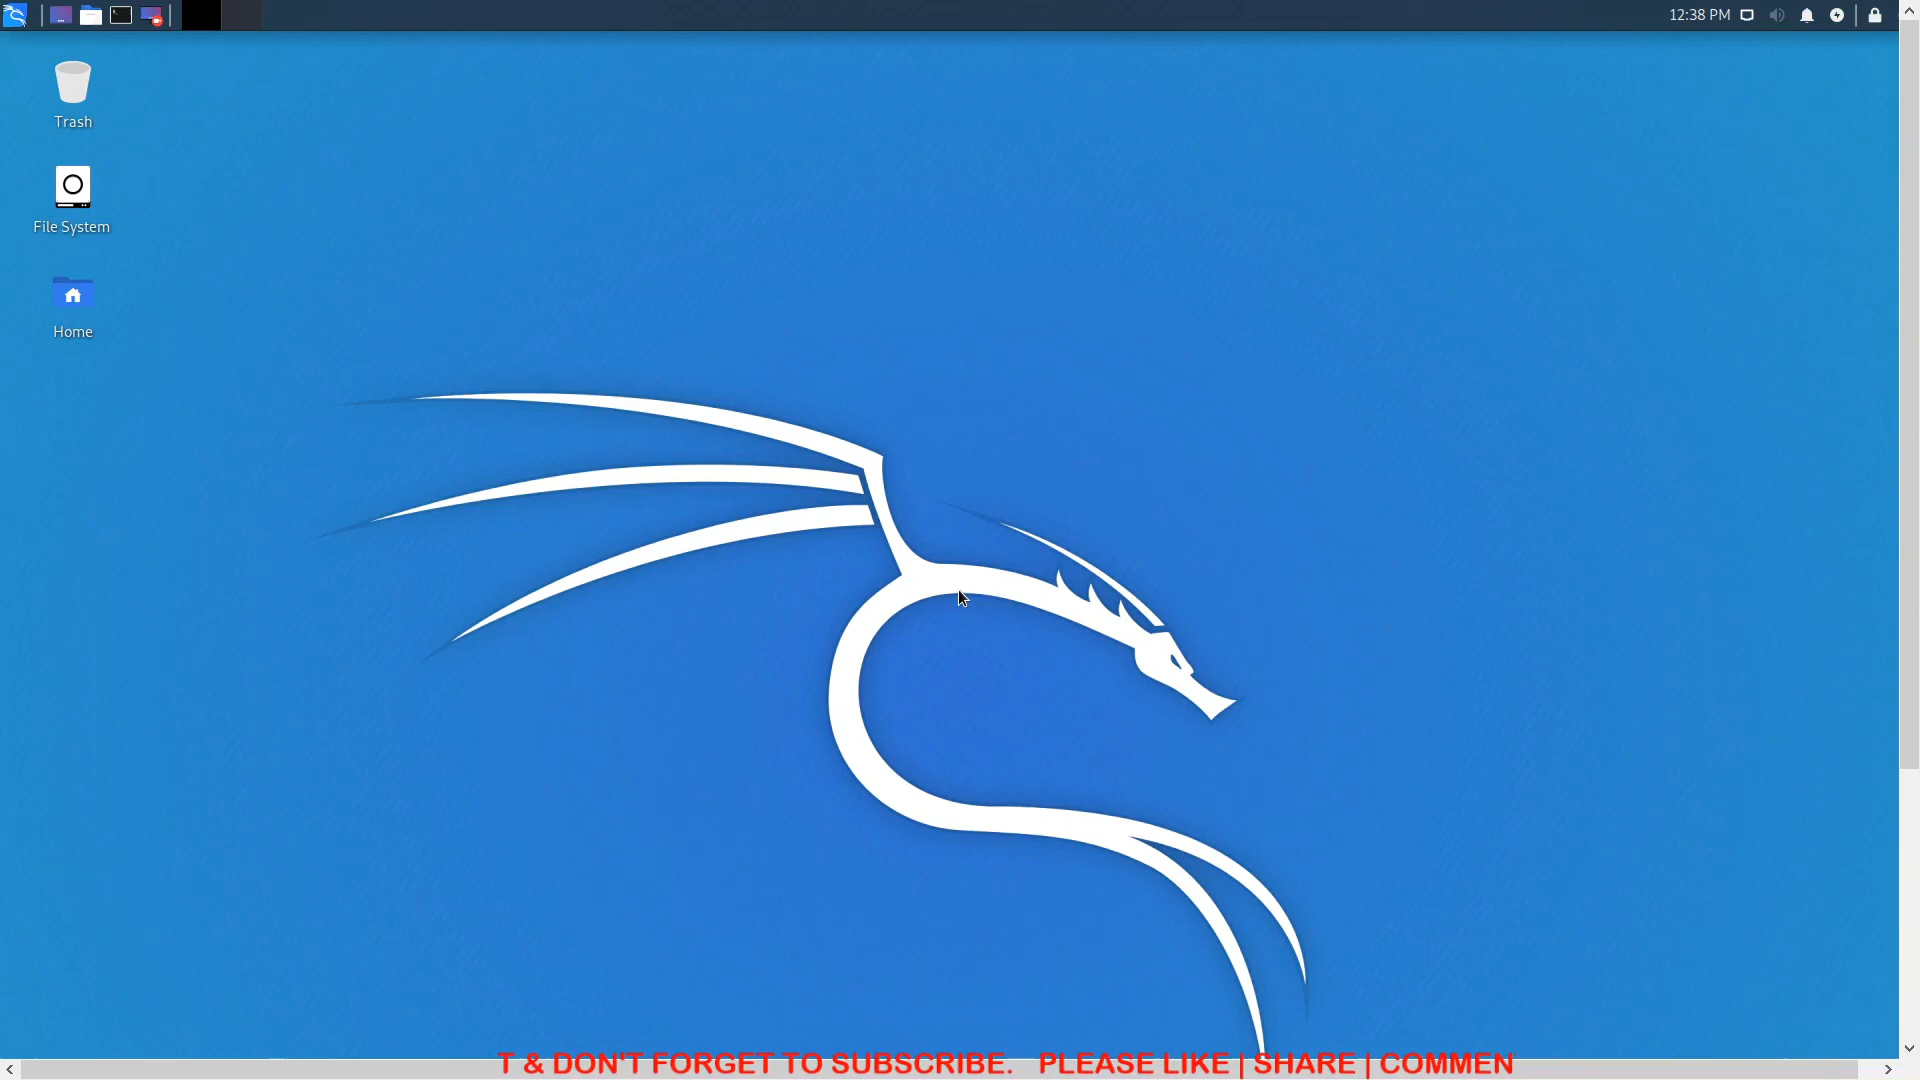 12:38 PM
Trash
File System
Home
T & DON'T FORGET TO SUBSCRIBE. PLEASE LIKE | SHARE | COMMEN